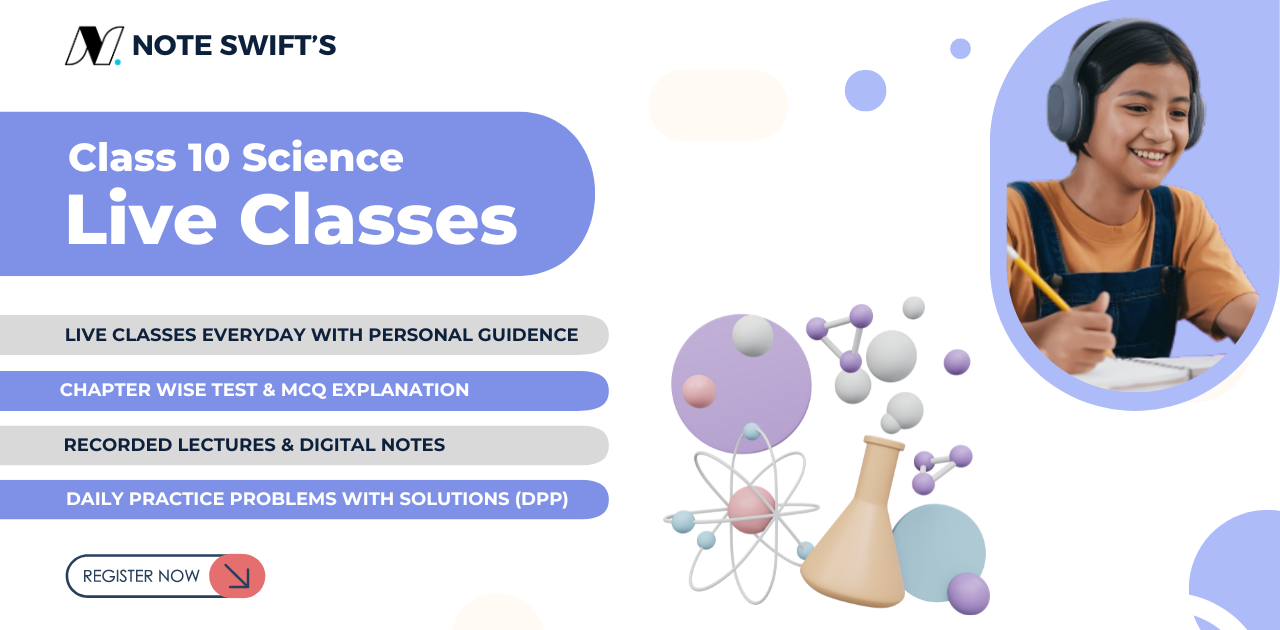 N.
NOTE SWIFT'S
Class 10 Science
Live Classes
LIVE CLASSES EVERYDAY WITH PERSONAL GUIDENCE
CHAPTER WISE TEST & MCQ EXPLANATION
RECORDED LECTURES & DIGITAL NOTES
DAILY PRACTICE PROBLEMS WITH SOLUTIONS (DPP)
REGISTER NOW